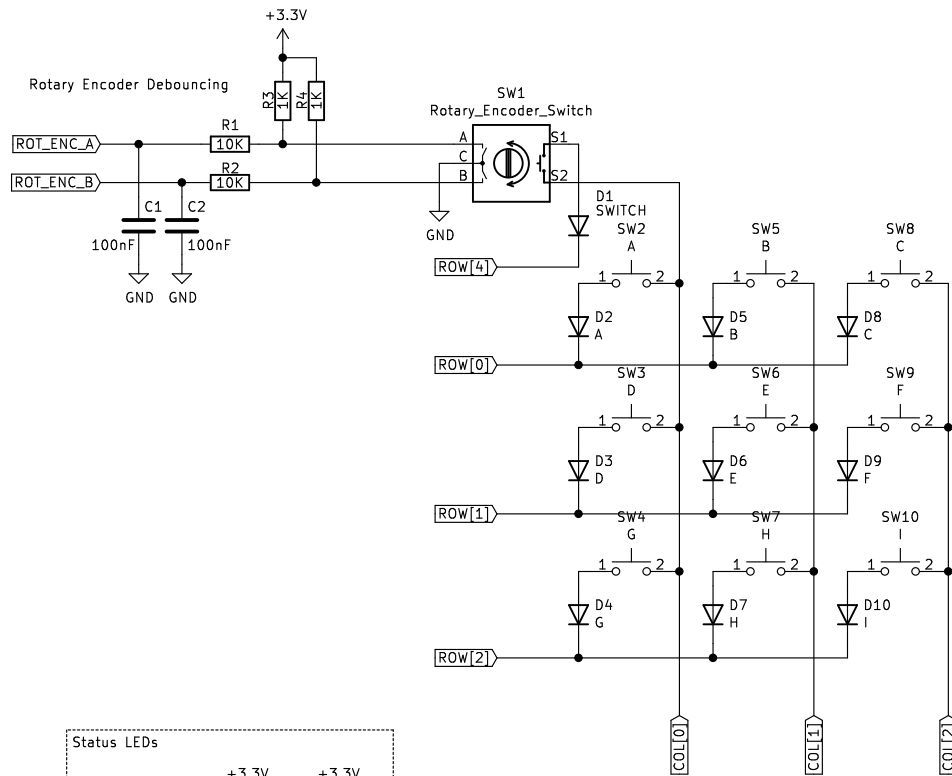 +3.3V
Rotary Encoder Debouncing
R3
1K
R4
1K
SW1
Rotary_Encoder_Switch
ROT_ENC_A
R1
10K
A
S1
C
ROT_ENC_B
R2
10K
B
S2
C1
100nF
C2
100nF
GND
GND
GND
D1
SWITCH
ROW[4]
SW2
A
1
2
SW5
B
1
2
SW8
C
1
2
D2
A
D5
B
D8
C
ROW[0]
SW3
D
1
2
SW6
E
1
2
SW9
F
1
2
D3
D
D6
E
D9
F
ROW[1]
SW4
G
1
2
SW7
H
1
2
SW10
I
1
2
D4
G
D7
H
D10
I
ROW[2]
COL[0]
COL[1]
COL[2]
Status LEDs
+3.3V
+3.3V